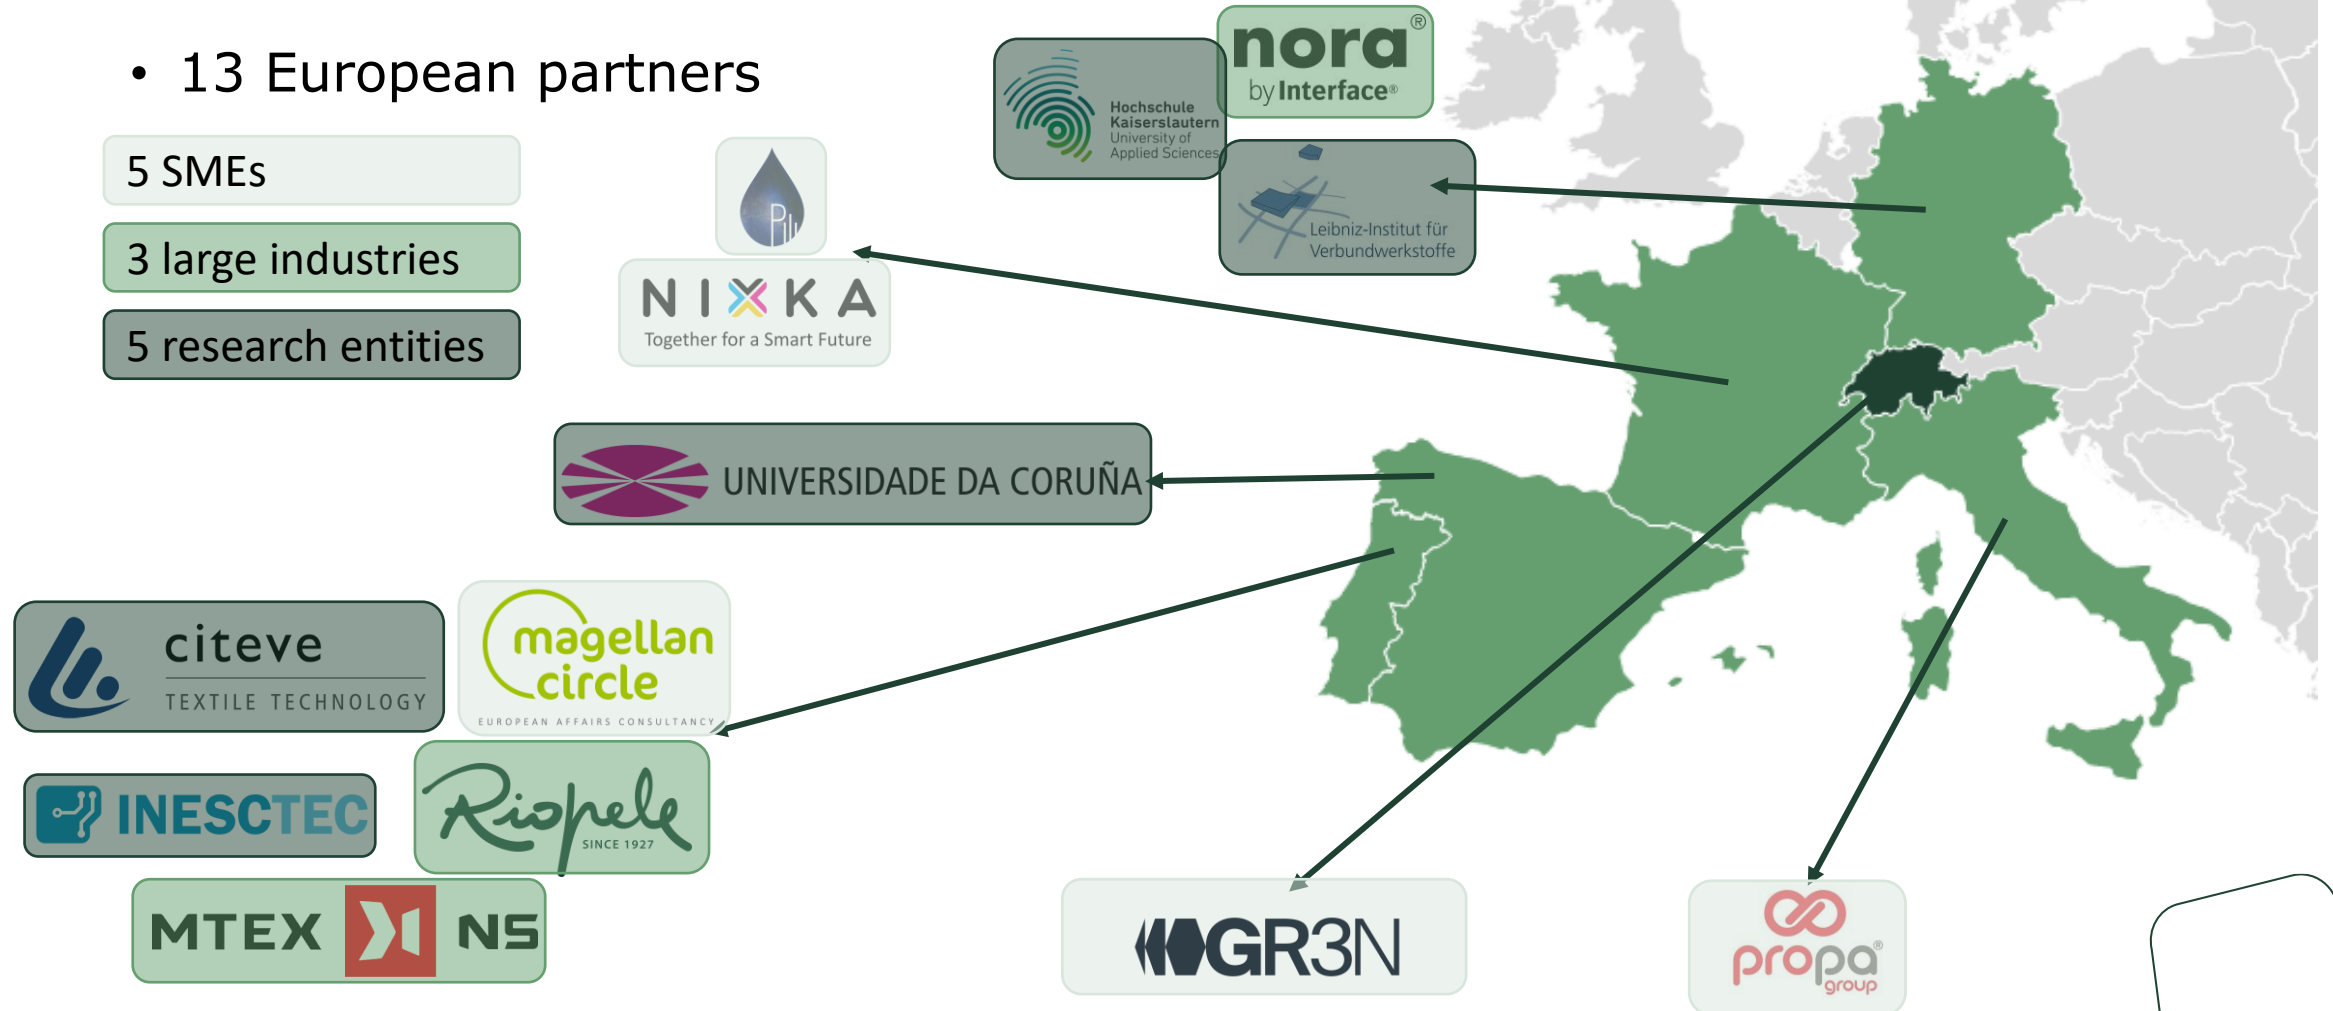 • 13 European partners
5 SMEs
3 large industries
5 research entities
Pili
NIXKA
Together for a Smart Future
Hochschule
Kaiserslautern
University of
Applied Sciences
nora®
by Interface®
Leibniz-Institut für
Verbundwerkstoffe
UNIVERSIDADE DA CORUÑA
citeve
TEXTILE TECHNOLOGY
magellan
circle
EUROPEAN AFFAIRS CONSULTANCY
INESCTEC
Riopele
SINCE 1927
MTEX NS
GR3N
propa®
group